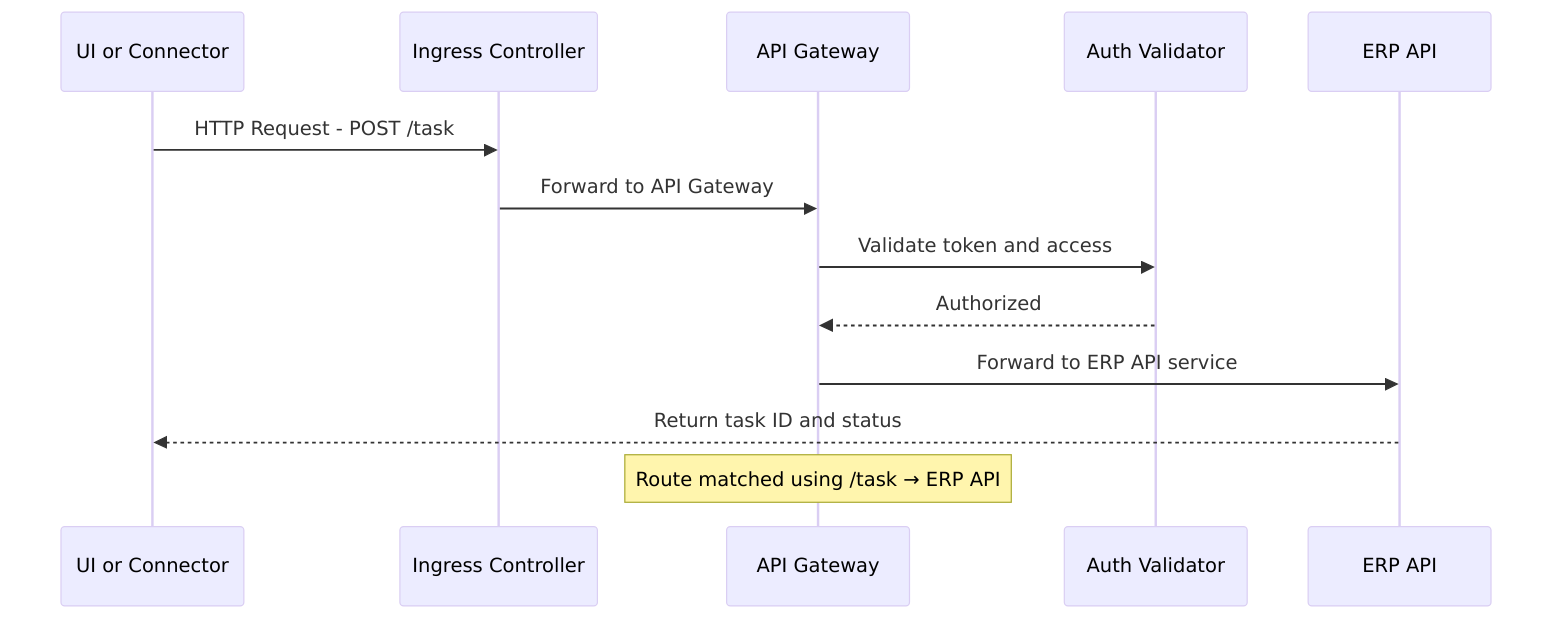 UI or Connector
Ingress Controller
API Gateway
Auth Validator
ERP API
HTTP Request - POST /task
Forward to API Gateway
Validate token and access
Authorized
Forward to ERP API service
Return task ID and status
Route matched using /task → ERP API
UI or Connector
Ingress Controller
API Gateway
Auth Validator
ERP API